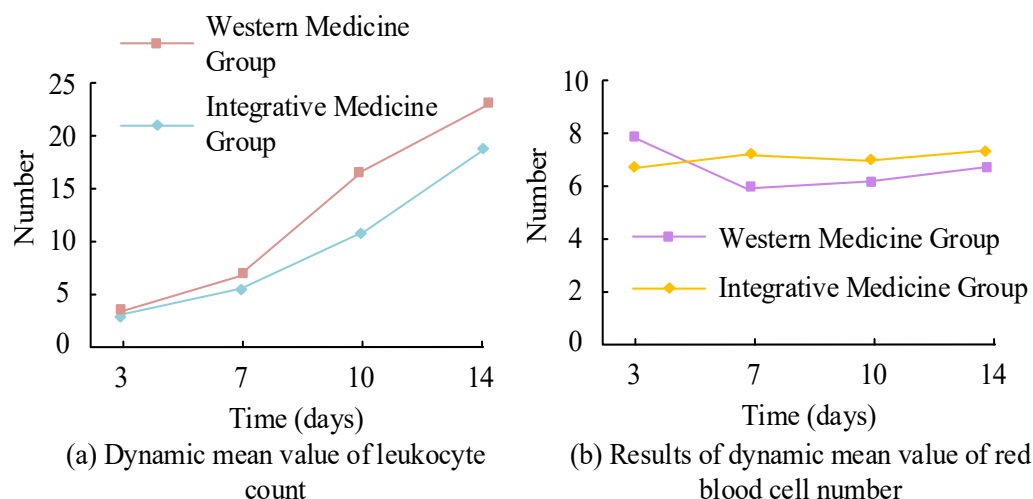 Western Medicine
Group
Integrative Medicine
Group
25
20
15
10
5
0
Number
3 7 10 14
Time (days)
(a) Dynamic mean value of leukocyte
count
10
8
6
4
2
0
Number
Western Medicine Group
Integrative Medicine Group
3 7 10 14
Time (days)
(b) Results of dynamic mean value of red
blood cell number